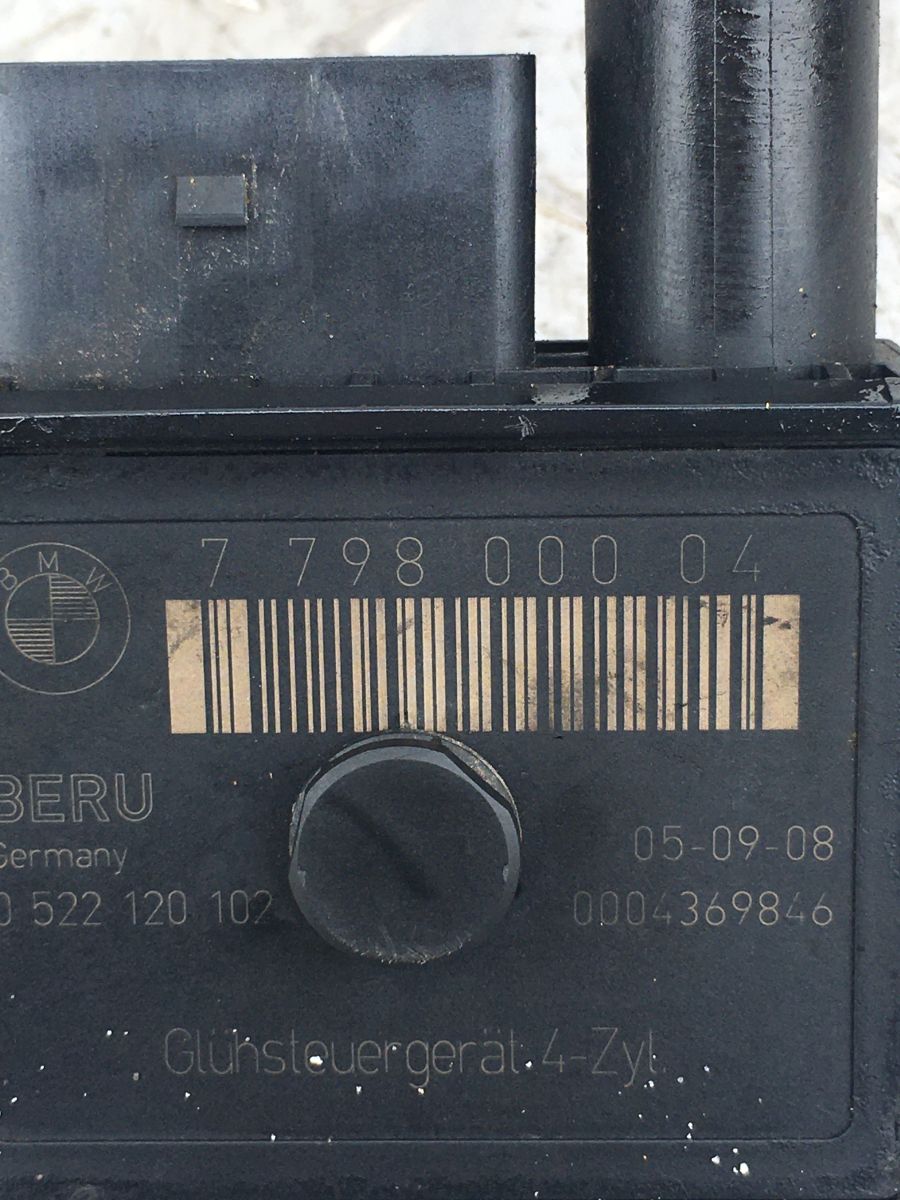 BMW
7 798 000 04
BERU
Germany
0 522 120 102
05-09-08
0004369846
Glühsteuergerät 4-Zyl.